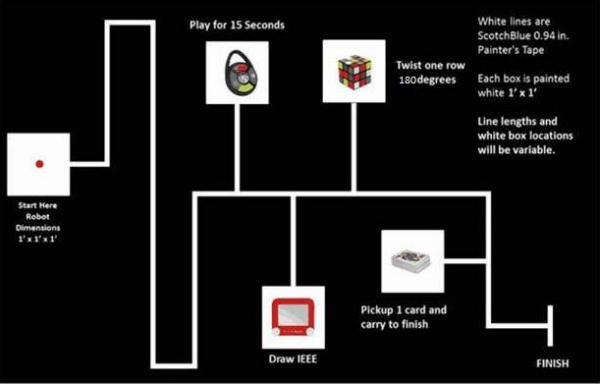 Play for 15 Seconds
Twist one row
180degrees
White lines are
ScotchBlue 0.94 in.
Painter's Tape
Each box is painted
white 1' x 1'
Line lengths and
white box locations
will be variable.
Start Here
Robot
Dimensions
1' x 1' x 1'
Draw IEEE
Pickup 1 card and
carry to finish
FINISH